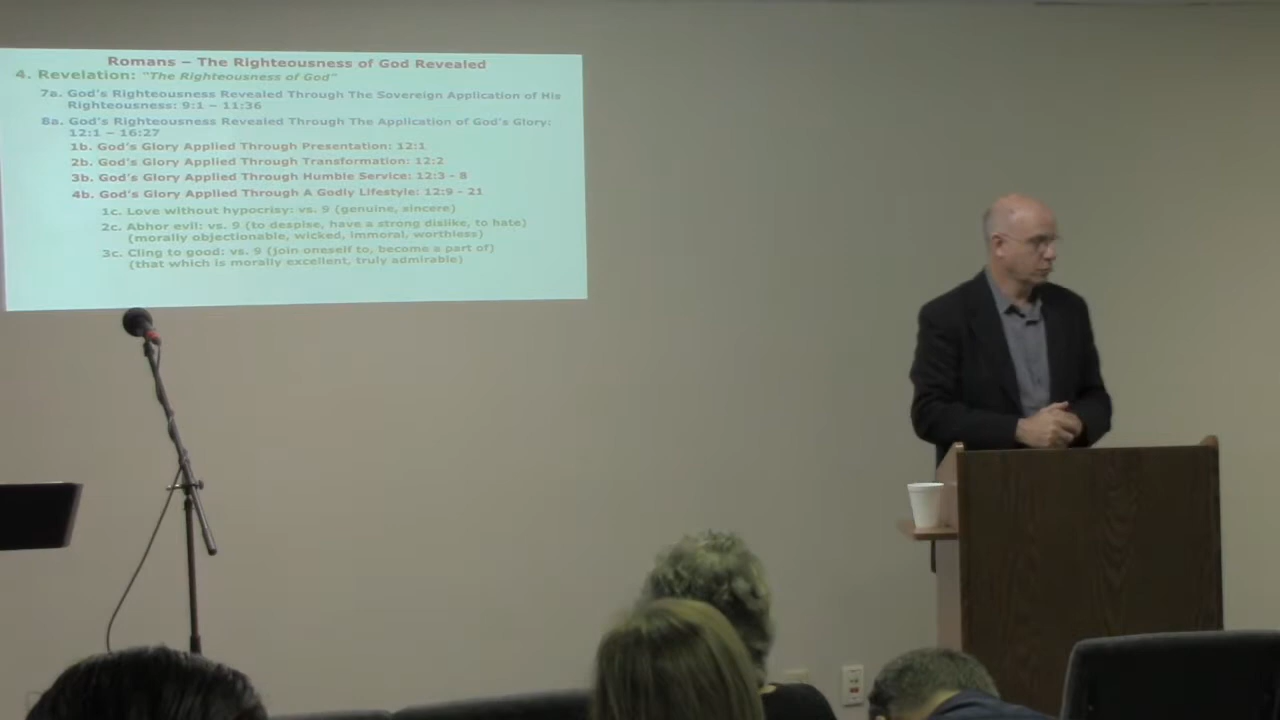 Romans – The Righteousness of God Revealed
4. Revelation: "The Righteousness of God"
7a. God's Righteousness Revealed Through The Sovereign Application of His
Righteousness: 9:1 – 11:36
8a. God's Righteousness Revealed Through The Application of God's Glory:
12:1 – 16:27
1b. God's Glory Applied Through Presentation: 12:1
2b. God's Glory Applied Through Transformation: 12:2
3b. God's Glory Applied Through Humble Service: 12:3 - 8
4b. God's Glory Applied Through A Godly Lifestyle: 12:9 - 21
1c. Love without hypocrisy: vs. 9 (genuine, sincere)
2c. Abhor evil: vs. 9 (to despise, have a strong dislike, to hate)
(morally objectionable, wicked, immoral, worthless)
3c. Cling to good: vs. 9 (join oneself to, become a part of)
(that which is morally excellent, truly admirable)